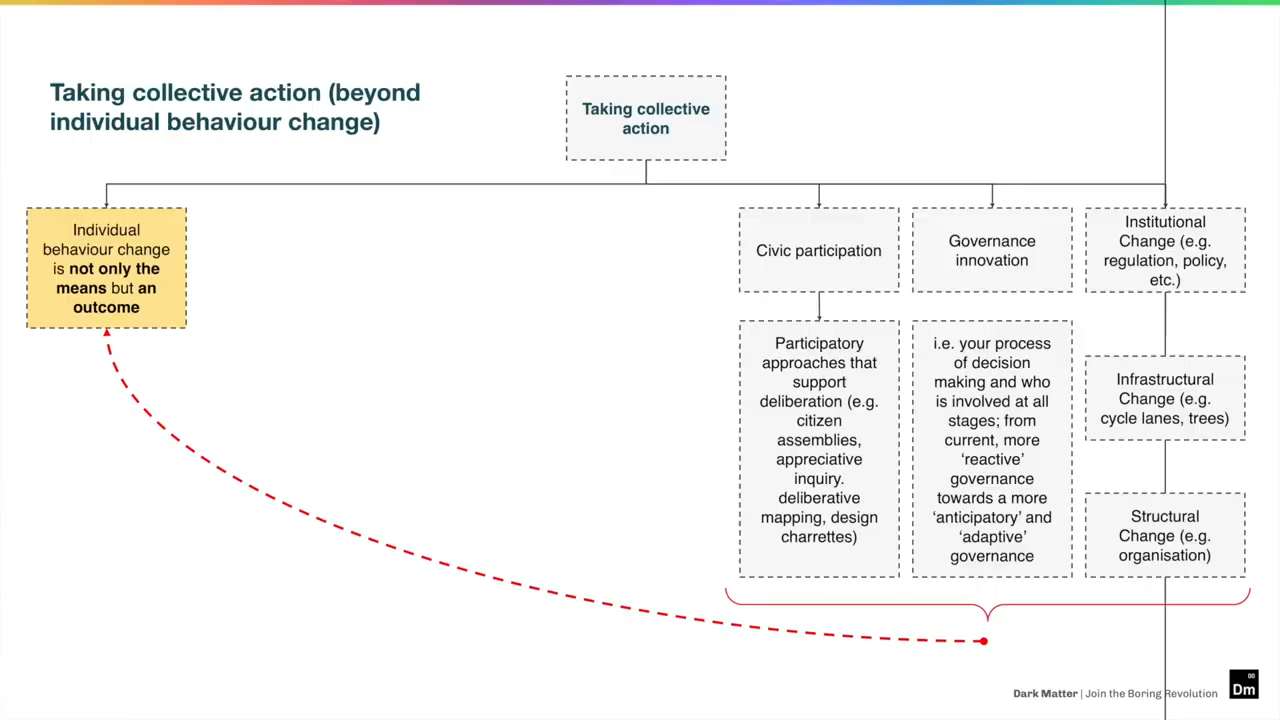 Taking collective action (beyond
individual behaviour change)
Taking collective
action
Individual
behaviour change
is not only the
means but an
outcome
Civic participation
Governance
innovation
Institutional
Change (e.g.
regulation, policy,
etc.)
Participatory
approaches that
support
deliberation (e.g.
citizen
assemblies,
appreciative
inquiry.
deliberative
mapping, design
charrettes)
i.e. your process
of decision
making and who
is involved at all
stages; from
current, more
‘reactive’
governance
towards a more
‘anticipatory’ and
‘adaptive’
governance
Infrastructural
Change (e.g.
cycle lanes, trees)
Structural
Change (e.g.
organisation)
Dark Matter | Join the Boring Revolution
00
Dm